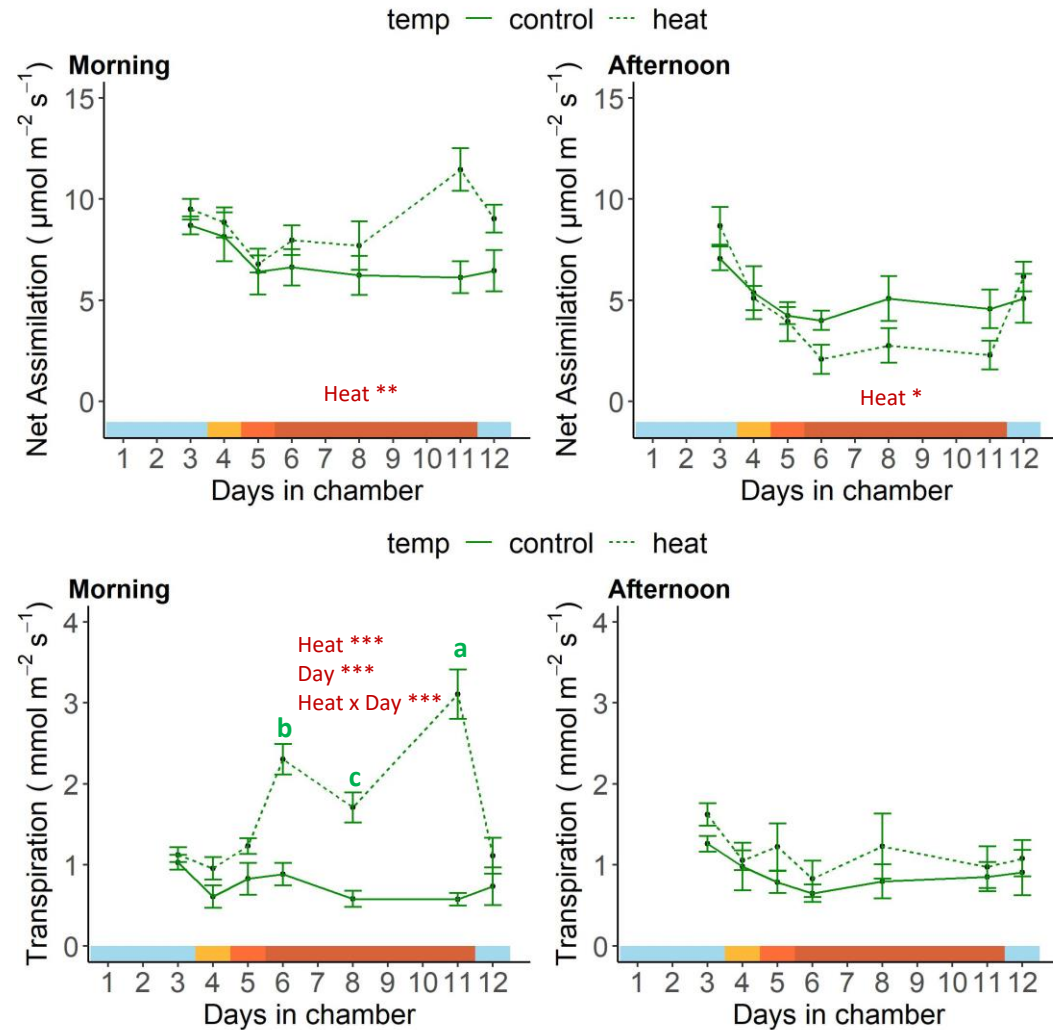 temp control heat
Morning
Afternoon
Net Assimilation ( µmol m⁻² s⁻¹)
15
10
5
0
Heat **
1 2 3 4 5 6 7 8 9 10 11 12
Days in chamber
Net Assimilation ( µmol m⁻² s⁻¹)
15
10
5
0
Heat *
1 2 3 4 5 6 7 8 9 10 11 12
Days in chamber
temp control heat
Morning
Afternoon
Transpiration ( mmol m⁻² s⁻¹)
4
3
2
1
0
Heat ***
Day ***
Heat x Day ***
a
b
c
1 2 3 4 5 6 7 8 9 10 11 12
Days in chamber
Transpiration ( mmol m⁻² s⁻¹)
4
3
2
1
0
1 2 3 4 5 6 7 8 9 10 11 12
Days in chamber